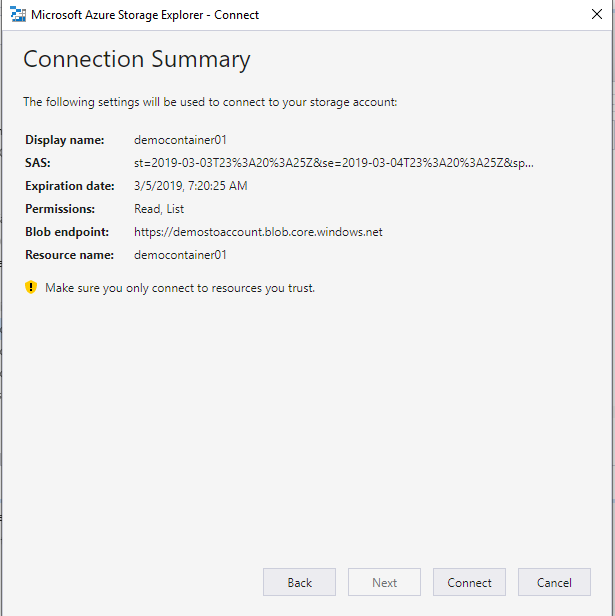 Microsoft Azure Storage Explorer - Connect
Connection Summary
The following settings will be used to connect to your storage account:
Display name: democontainer01
SAS: st=2019-03-03T23%3A20%3A25Z&se=2019-03-04T23%3A20%3A25Z&sp...
Expiration date: 3/5/2019, 7:20:25 AM
Permissions: Read, List
Blob endpoint: https://demostoaccount.blob.core.windows.net
Resource name: democontainer01
Make sure you only connect to resources you trust.
Back Next Connect Cancel